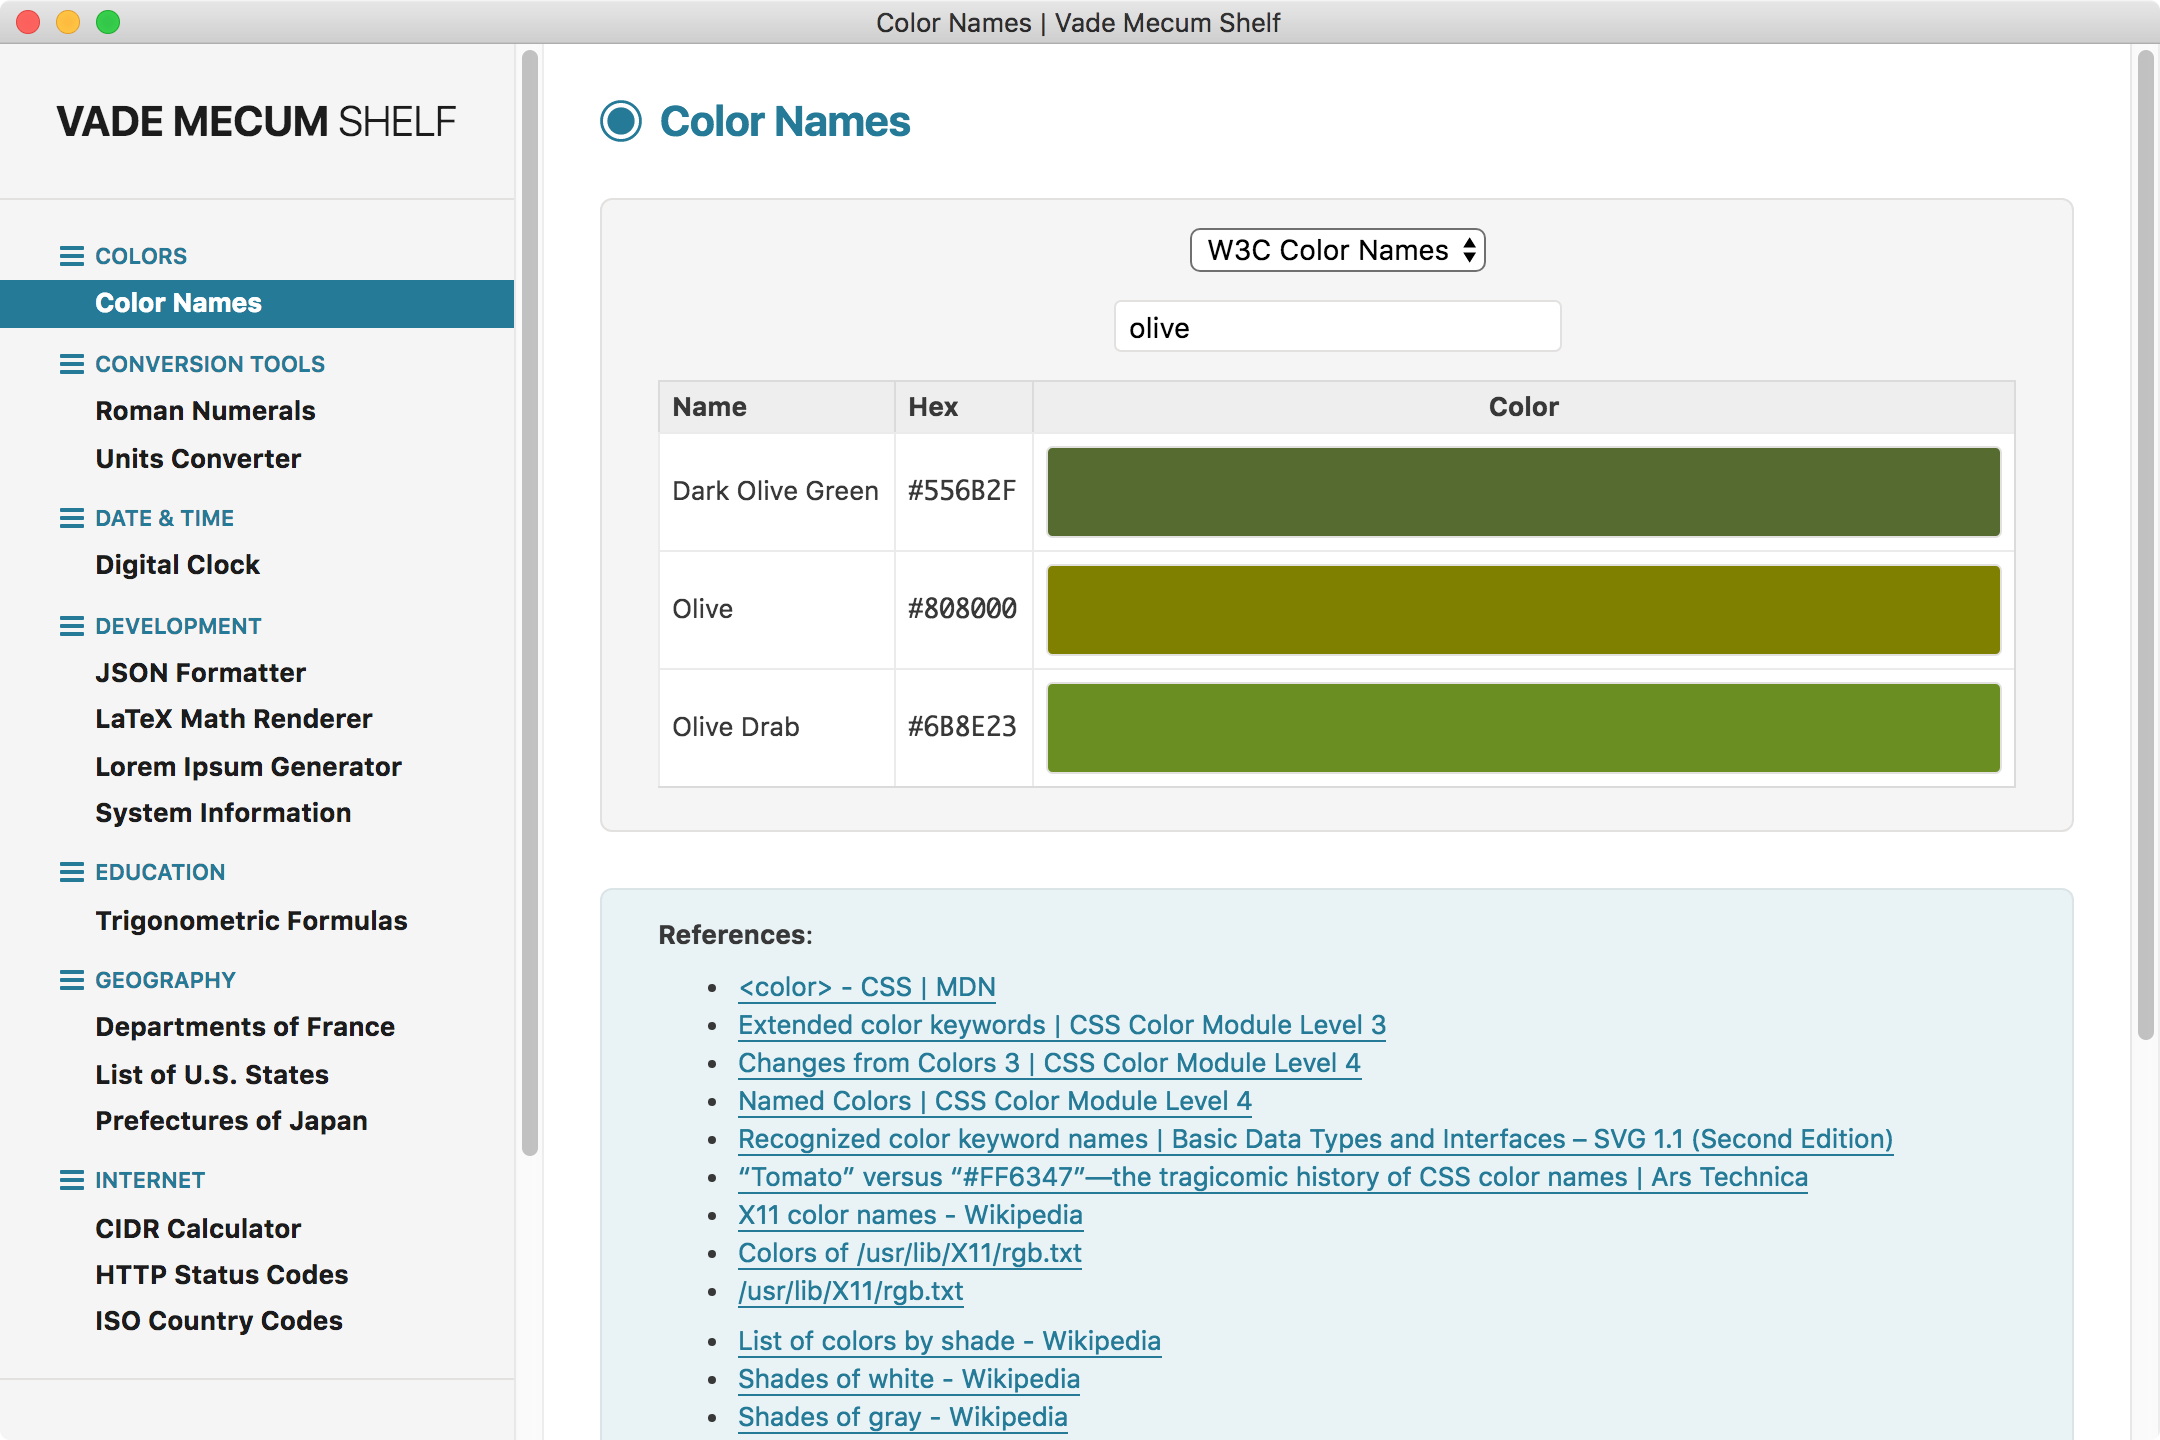 Color Names | Vade Mecum Shelf
VADE MECUM SHELF
COLORS
Color Names
CONVERSION TOOLS
Roman Numerals
Units Converter
DATE & TIME
Digital Clock
DEVELOPMENT
JSON Formatter
LaTeX Math Renderer
Lorem Ipsum Generator
System Information
EDUCATION
Trigonometric Formulas
GEOGRAPHY
Departments of France
List of U.S. States
Prefectures of Japan
INTERNET
CIDR Calculator
HTTP Status Codes
ISO Country Codes
Color Names
W3C Color Names
olive
Name Hex Color
Dark Olive Green #556B2F
Olive #808000
Olive Drab #6B8E23
References:
<color> - CSS | MDN
Extended color keywords | CSS Color Module Level 3
Changes from Colors 3 | CSS Color Module Level 4
Named Colors | CSS Color Module Level 4
Recognized color keyword names | Basic Data Types and Interfaces – SVG 1.1 (Second Edition)
“Tomato” versus “#FF6347”—the tragicomic history of CSS color names | Ars Technica
X11 color names - Wikipedia
Colors of /usr/lib/X11/rgb.txt
/usr/lib/X11/rgb.txt
List of colors by shade - Wikipedia
Shades of white - Wikipedia
Shades of gray - Wikipedia